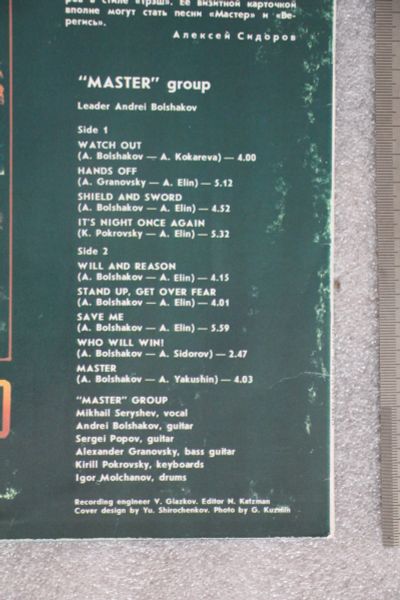 ров в стиле «трэш». Её визитной карточкой
вполне могут стать песни «Мастер» и «Бе-
регись».
Алексей Сидоров
“MASTER” group
Leader Andrei Bolshakov
Side 1
WATCH OUT
(A. Bolshakov — A. Kokareva) — 4.00
HANDS OFF
(A. Granovsky — A. Elin) — 5.12
SHIELD AND SWORD
(A. Bolshakov — A. Elin) — 4.52
IT'S NIGHT ONCE AGAIN
(K. Pokrovsky — A. Elin) — 5.32
Side 2
WILL AND REASON
(A. Bolshakov — A. Elin) — 4.15
STAND UP, GET OVER FEAR
(A. Bolshakov — A. Elin) — 4.01
SAVE ME
(A. Bolshakov — A. Elin) — 5.59
WHO WILL WIN!
(A. Bolshakov — A. Sidorov) — 2.47
MASTER
(A. Bolshakov — A. Yakushin) — 4.03
“MASTER” GROUP
Mikhail Seryshev, vocal
Andrei Bolshakov, guitar
Sergei Popov, guitar
Alexander Granovsky, bass guitar
Kirill Pokrovsky, keyboards
Igor Molchanov, drums
Recording engineer V. Glazkov. Editor N. Katzman
Cover design by Yu. Shirochenkov. Photo by G. Kuzmin